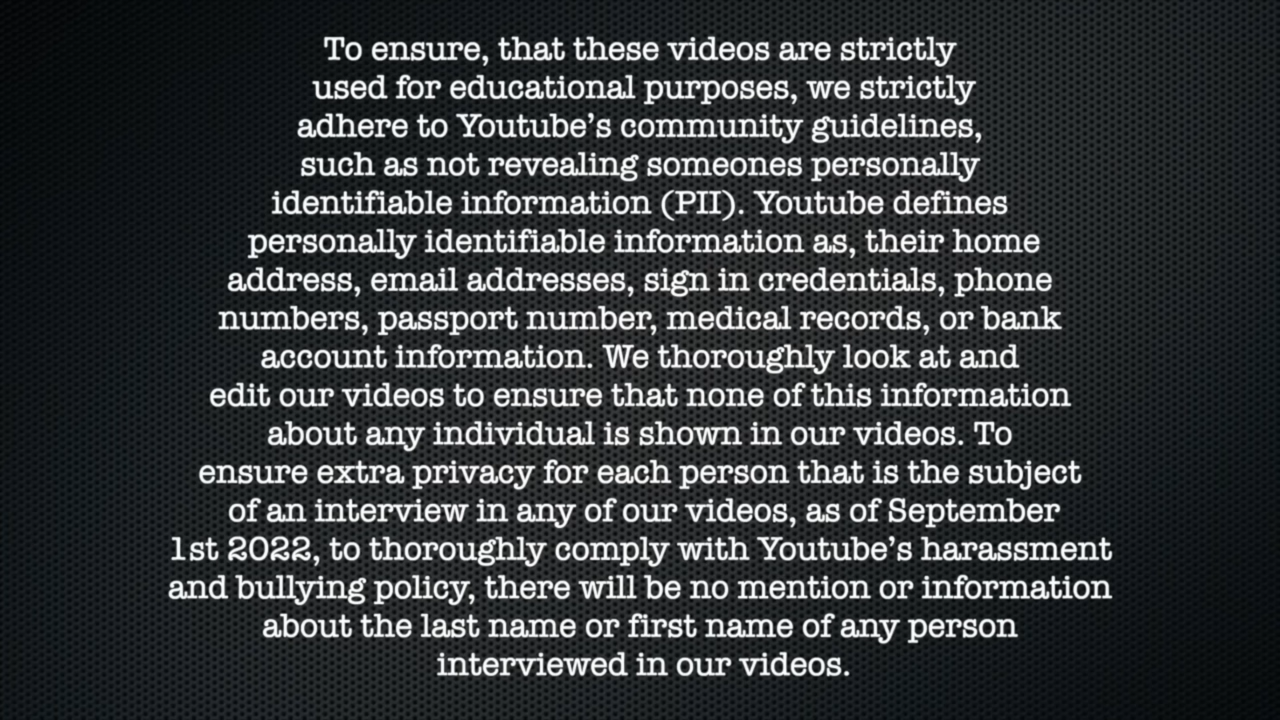 To ensure, that these videos are strictly
used for educational purposes, we strictly
adhere to Youtube's community guidelines,
such as not revealing someones personally
identifiable information (PII). Youtube defines
personally identifiable information as, their home
address, email addresses, sign in credentials, phone
numbers, passport number, medical records, or bank
account information. We thoroughly look at and
edit our videos to ensure that none of this information
about any individual is shown in our videos. To
ensure extra privacy for each person that is the subject
of an interview in any of our videos, as of September
1st 2022, to thoroughly comply with Youtube's harassment
and bullying policy, there will be no mention or information
about the last name or first name of any person
interviewed in our videos.